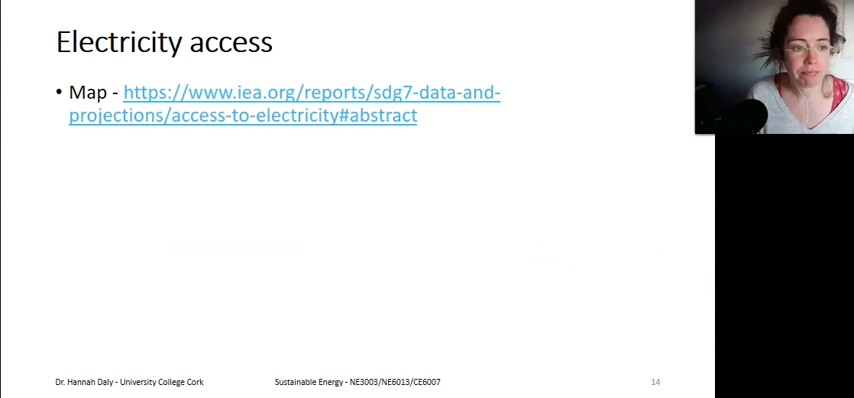 Electricity access
• Map - https://www.iea.org/reports/sdg7-data-and-
projections/access-to-electricity#abstract
Dr. Hannah Daly - University College Cork
Sustainable Energy - NE3003/NE6013/CE6007
14